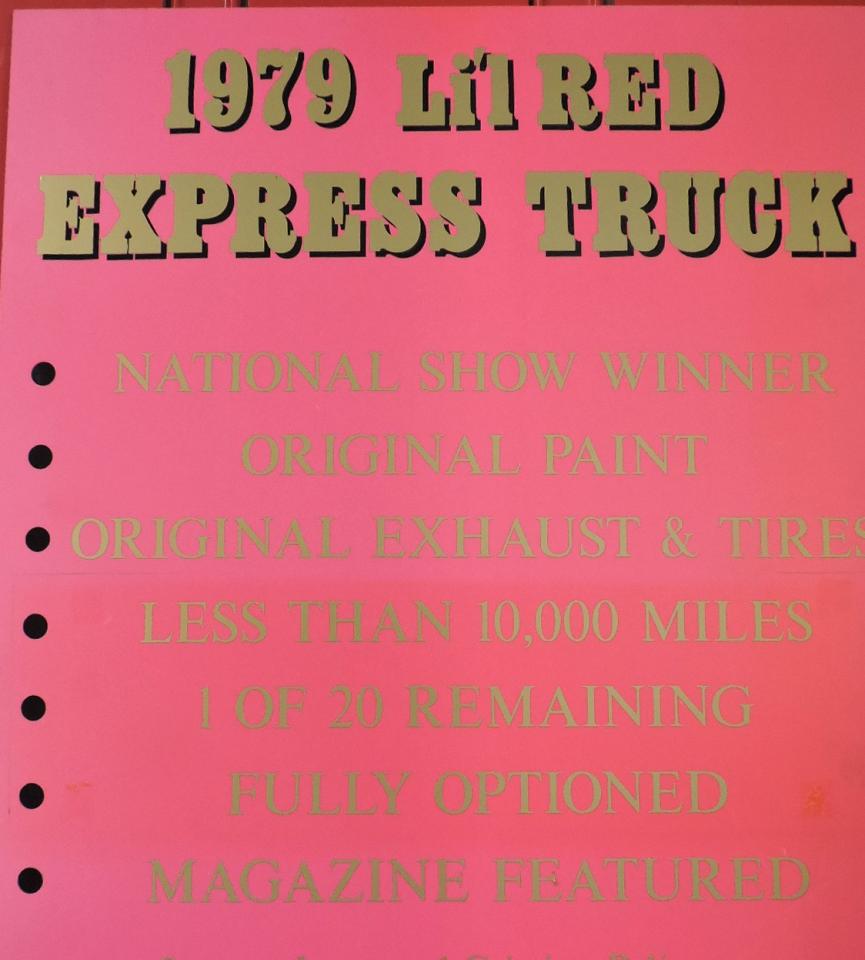 1979 Li'l RED
EXPRESS TRUCK
• NATIONAL SHOW WINNER
• ORIGINAL PAINT
• ORIGINAL EXHAUST & TIRES
• LESS THAN 10,000 MILES
• 1 OF 20 REMAINING
• FULLY OPTIONED
• MAGAZINE FEATURED